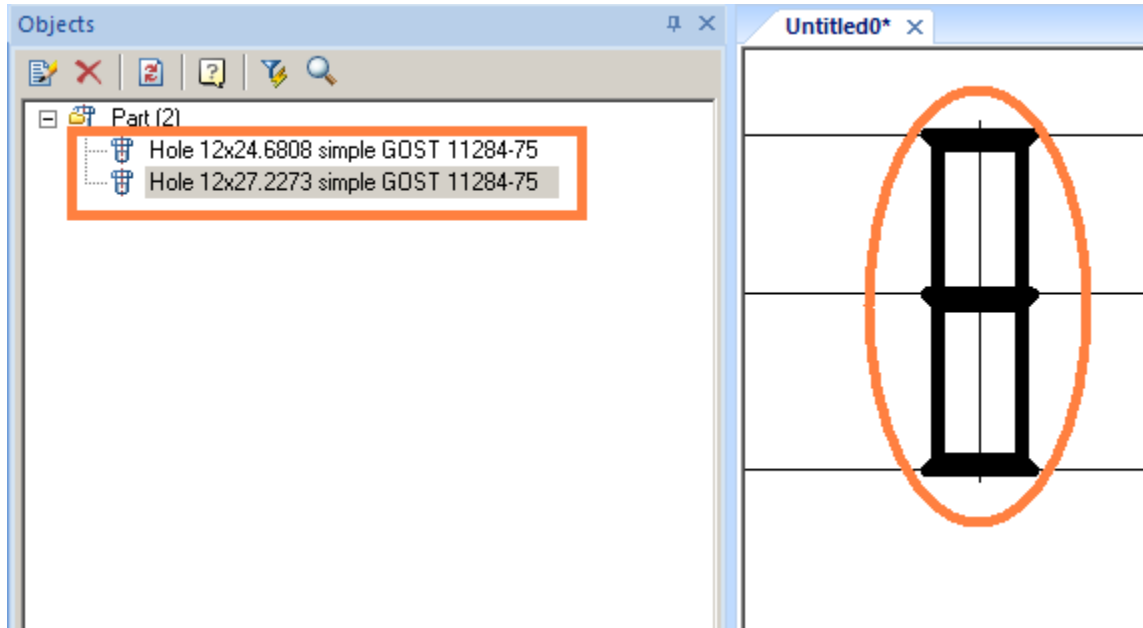 Objects
Untitled0*
Part (2)
Hole 12x24.6808 simple GOST 11284-75
Hole 12x27.2273 simple GOST 11284-75